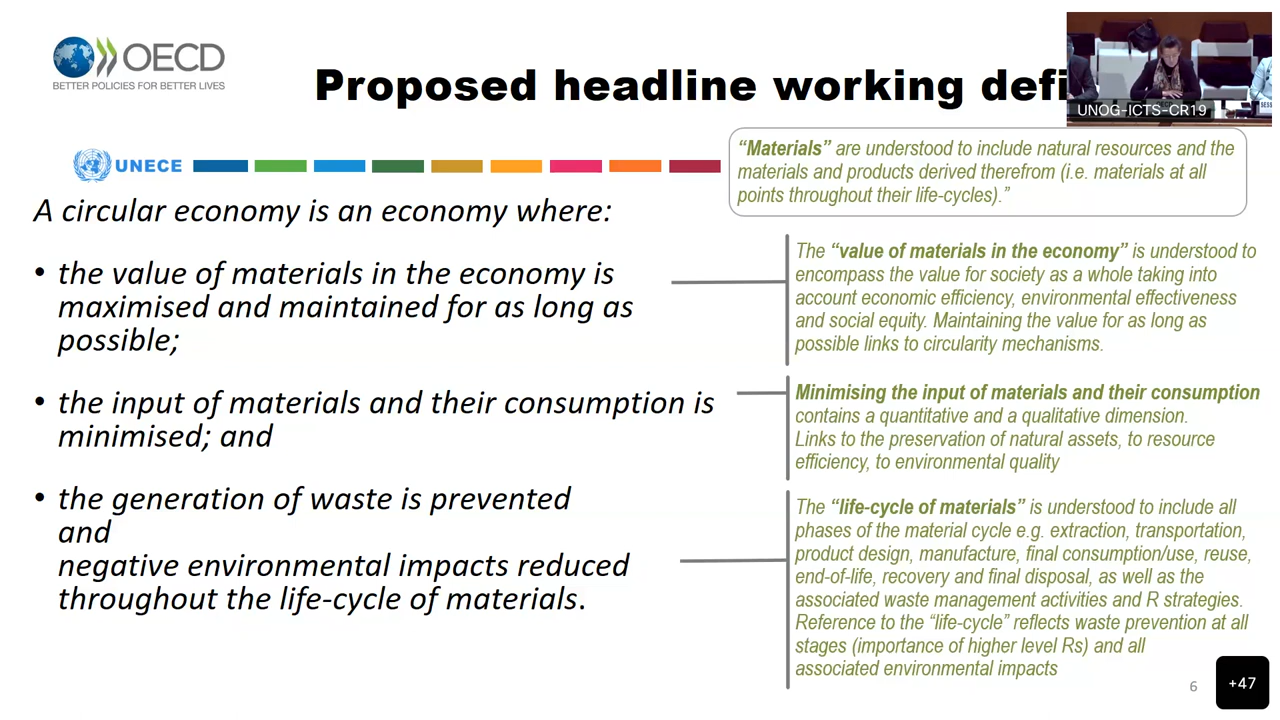 OECD
BETTER POLICIES FOR BETTER LIVES
Proposed headline working defi
UNOG-ICTS-CR19
UNECE
“Materials” are understood to include natural resources and the
materials and products derived therefrom (i.e. materials at all
points throughout their life-cycles).”
A circular economy is an economy where:
• the value of materials in the economy is
maximised and maintained for as long as
possible;
The “value of materials in the economy” is understood to
encompass the value for society as a whole taking into
account economic efficiency, environmental effectiveness
and social equity. Maintaining the value for as long as
possible links to circularity mechanisms.
• the input of materials and their consumption is
minimised; and
Minimising the input of materials and their consumption
contains a quantitative and a qualitative dimension.
Links to the preservation of natural assets, to resource
efficiency, to environmental quality
• the generation of waste is prevented
and
negative environmental impacts reduced
throughout the life-cycle of materials.
The “life-cycle of materials” is understood to include all
phases of the material cycle e.g. extraction, transportation,
product design, manufacture, final consumption/use, reuse,
end-of-life, recovery and final disposal, as well as the
associated waste management activities and R strategies.
Reference to the “life-cycle” reflects waste prevention at all
stages (importance of higher level Rs) and all
associated environmental impacts
6
+47